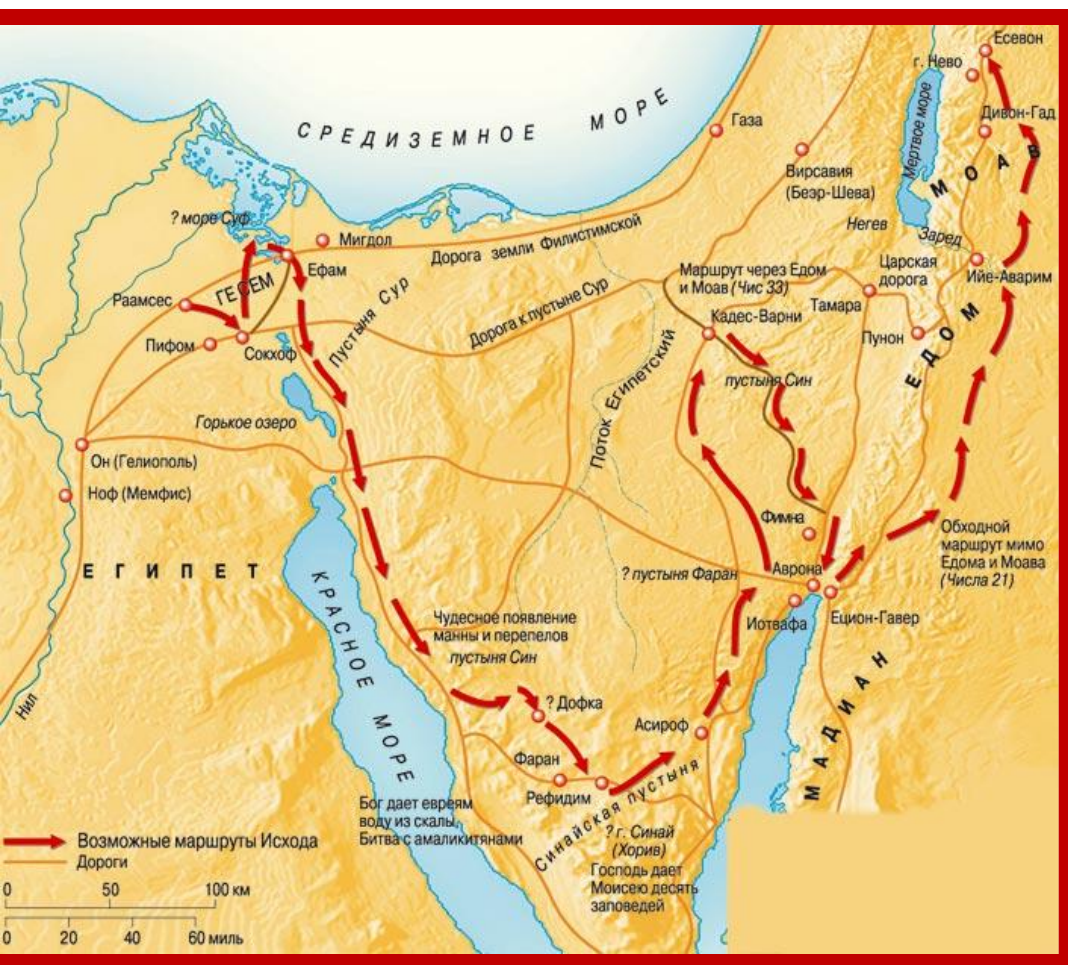 Есевон
г. Нево
Мертвое море
Дивон-Гад
МОАВ
СРЕДИЗЕМНОЕ МОРЕ
Газа
Вирсавия
(Беэр-Шева)
Негев
Заред
? море Суф
Мигдол
Дорога земли Филистимской
Ефам
ГЕСЕМ
Раамсес
Пифом
Сокхоф
Пустыня Сур
Дорога к пустыне Сур
Маршрут через Едом
и Моав (Чис 33)
Царская
дорога
Ийе-Аварим
Тамара
Кадес-Варни
Пунон
ЕДОМ
пустыня Син
Поток Египетский
Горькое озеро
Он (Гелиополь)
Ноф (Мемфис)
ЕГИПЕТ
Нил
КРАСНОЕ МОРЕ
Фимна
Обходной
маршрут мимо
Едома и Моава
(Числа 21)
? пустыня Фаран
Аврона
Иотвафа
Ецион-Гавер
Чудесное появление
манны и перепелов
пустыня Син
МАДИАН
? Дофка
Асироф
Фаран
Рефидим
Синайская пустыня
Бог дает евреям
воду из скалы,
Битва с амаликитянами
? г. Синай
(Хорив)
Господь дает
Моисею десять
заповедей
Возможные маршруты Исхода
Дороги
0 50 100 км
0 20 40 60 миль